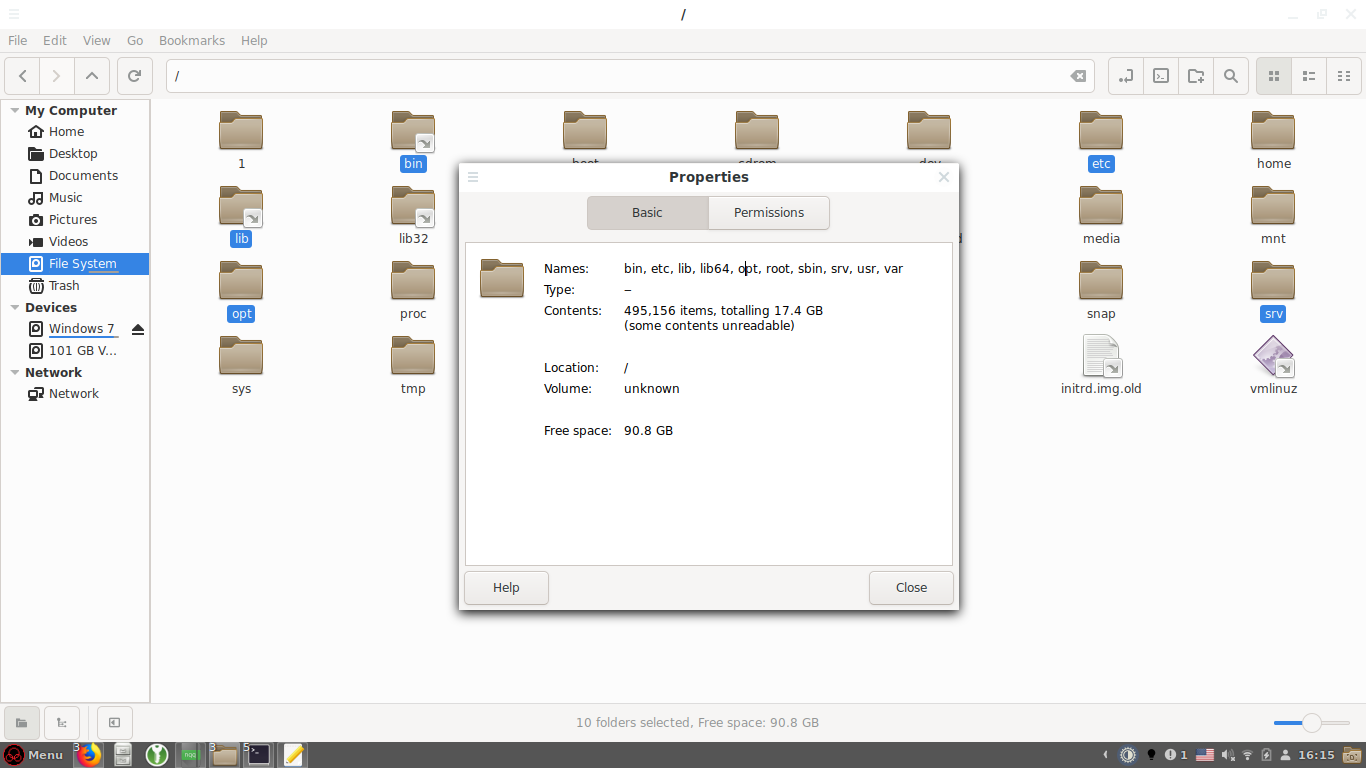 /
File Edit View Go Bookmarks Help
/
My Computer
Home
Desktop
Documents
Music
Pictures
Videos
File System
Trash
Devices
Windows 7
101 GB V...
Network
Network
1
bin
etc
home
lib
lib32
media
mnt
opt
proc
snap
srv
sys
tmp
initrd.img.old
vmlinuz
Properties
Basic Permissions
Names: bin, etc, lib, lib64, opt, root, sbin, srv, usr, var
Type: –
Contents: 495,156 items, totalling 17.4 GB
(some contents unreadable)
Location: /
Volume: unknown
Free space: 90.8 GB
Help Close
10 folders selected, Free space: 90.8 GB
Menu 3 3 5 1 16:15